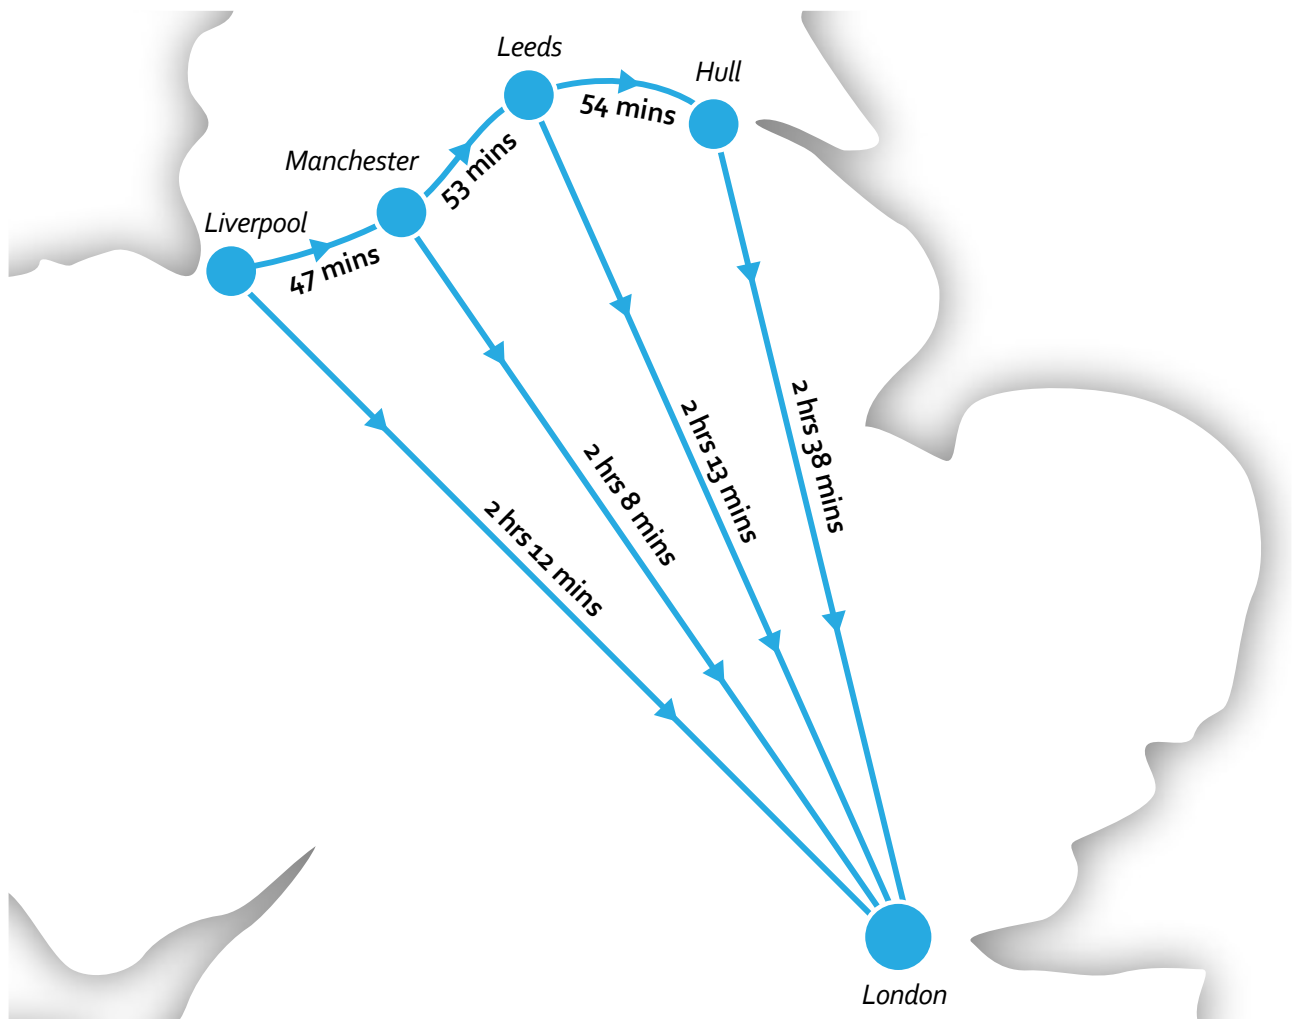 Leeds
Hull
54 mins
Manchester
53 mins
Liverpool
47 mins
2 hrs 38 mins
2 hrs 13 mins
2 hrs 8 mins
2 hrs 12 mins
London